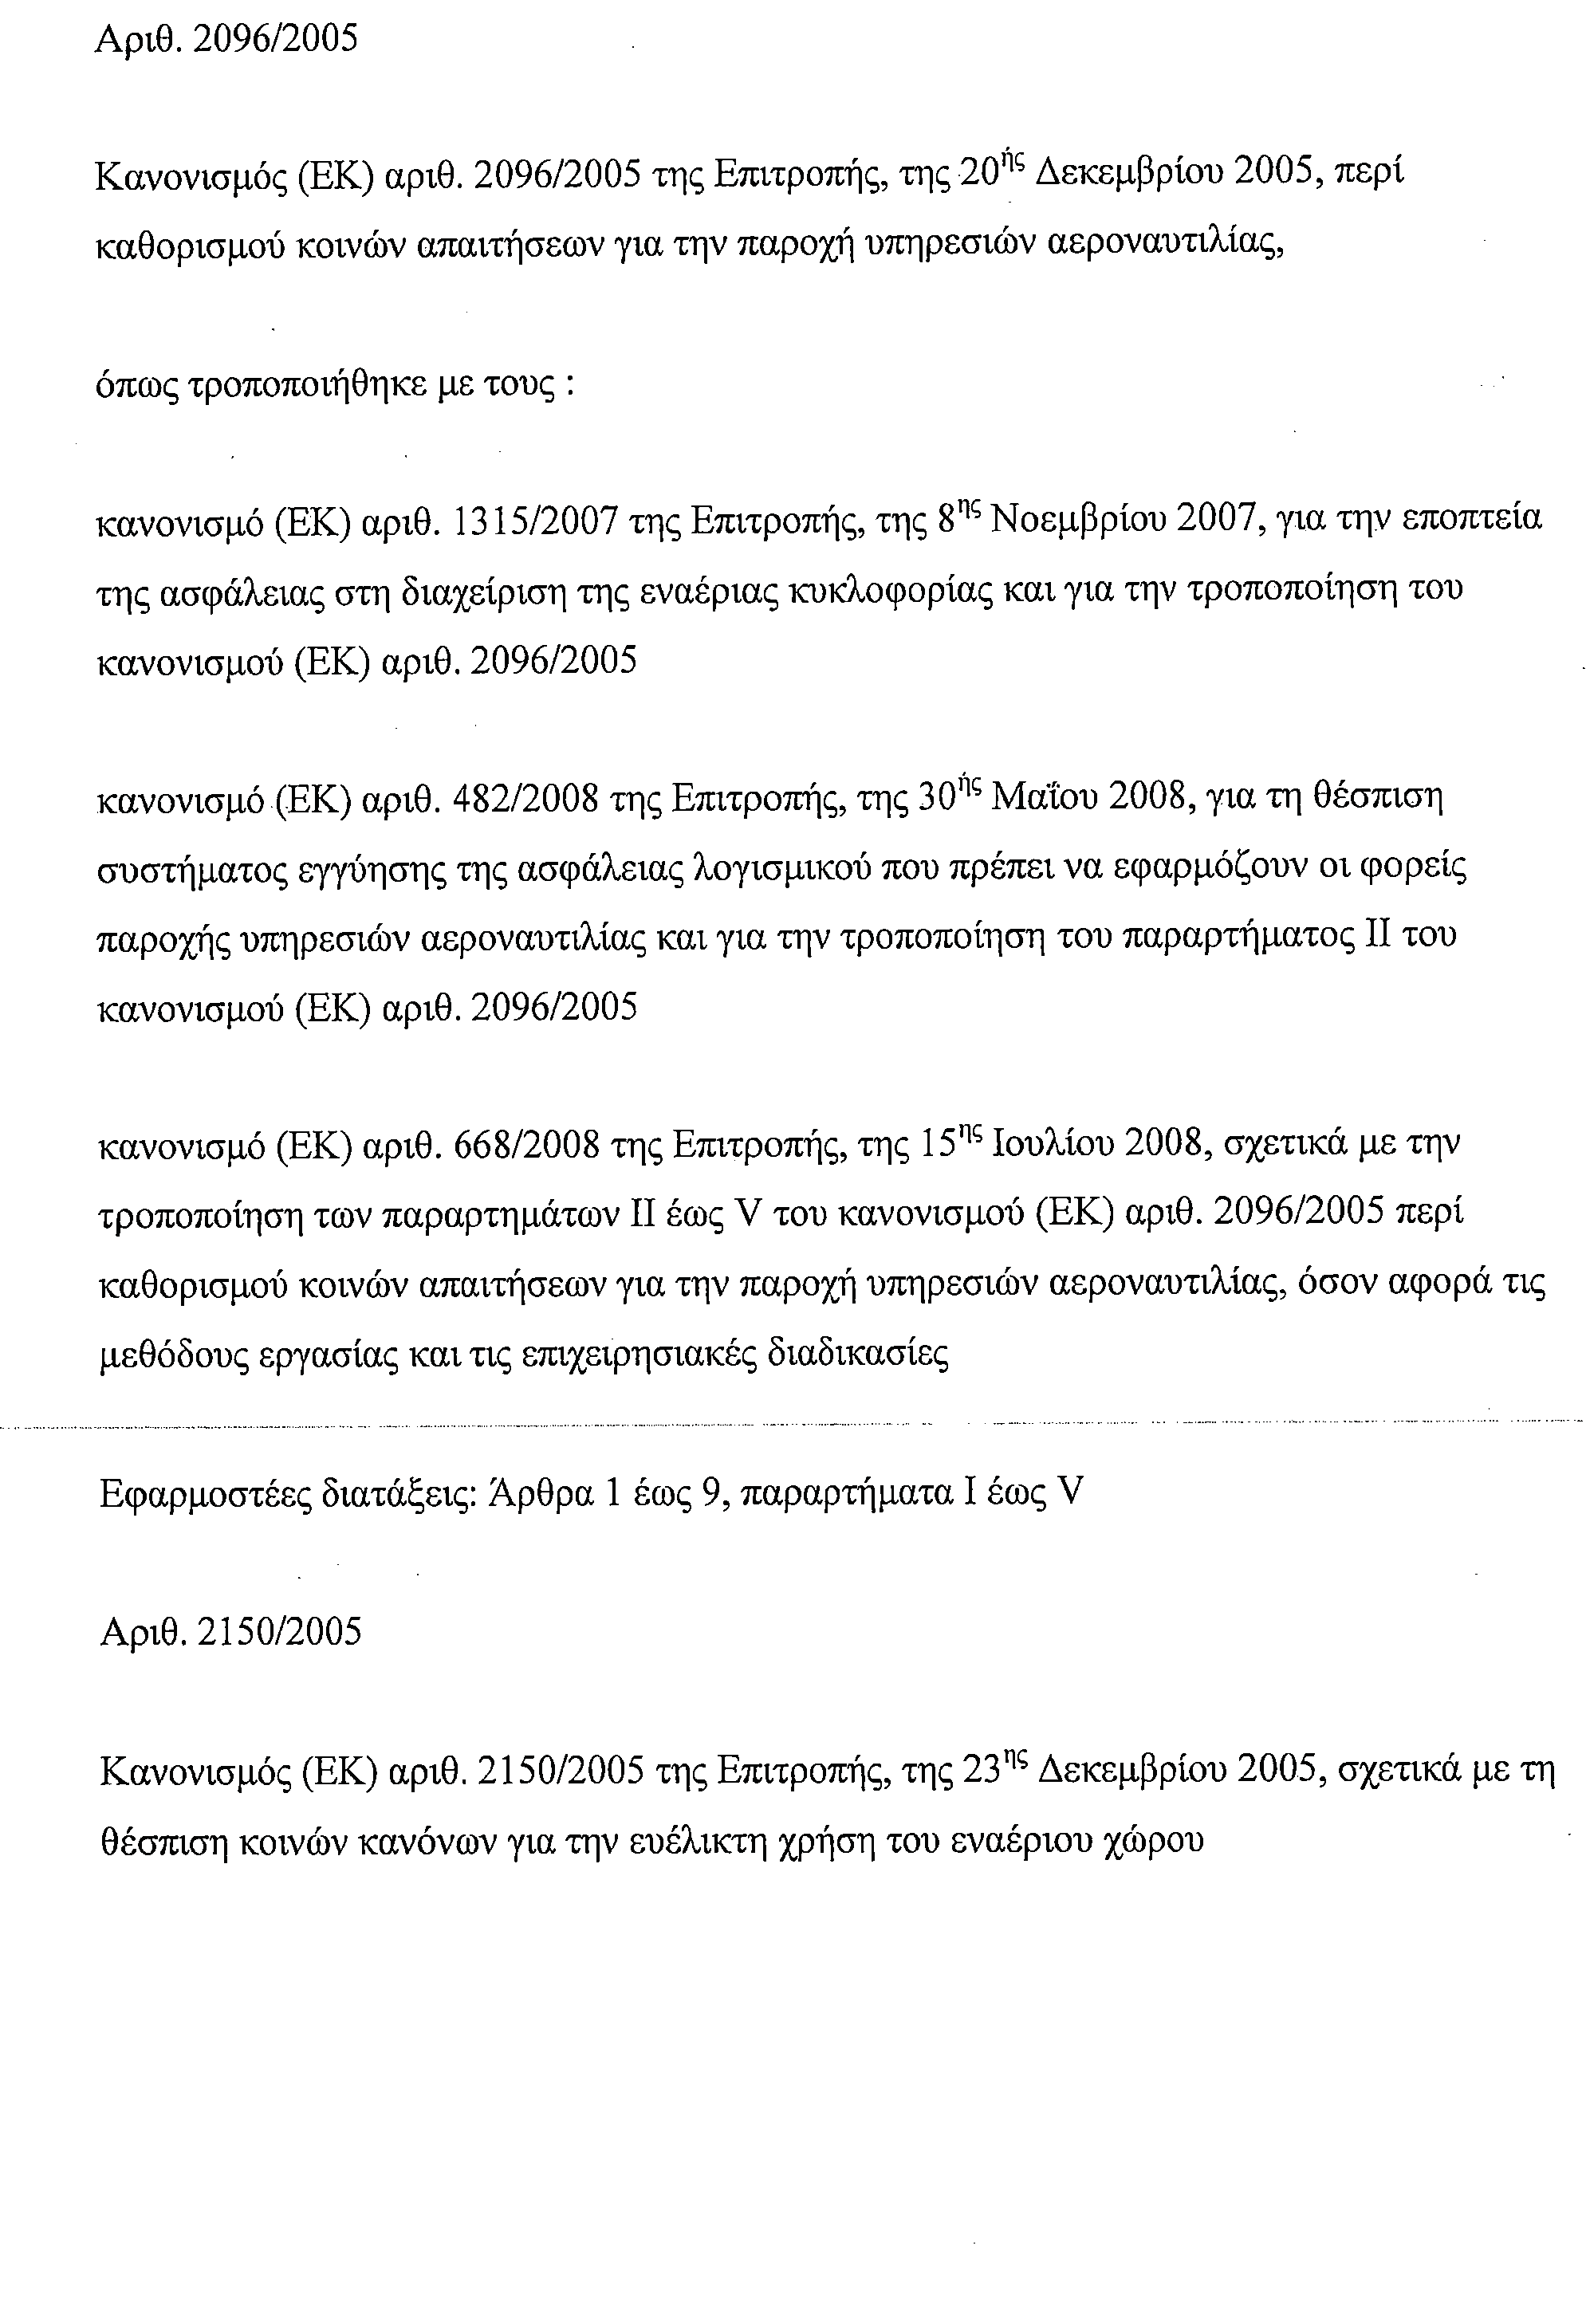 Αριθ. 2096/2005
Κανονισμός (ΕΚ) αριθ. 2096/2005 της Επιτροπής, της 20ής Δεκεμβρίου 2005, περί
καθορισμού κοινών απαιτήσεων για την παροχή υπηρεσιών αεροναυτιλίας,
όπως τροποποιήθηκε με τους :
κανονισμό (ΕΚ) αριθ. 1315/2007 της Επιτροπής, της 8ης Νοεμβρίου 2007, για την εποπτεία
της ασφάλειας στη διαχείριση της εναέριας κυκλοφορίας και για την τροποποίηση του
κανονισμού (ΕΚ) αριθ. 2096/2005
κανονισμό (ΕΚ) αριθ. 482/2008 της Επιτροπής, της 30ής Μαΐου 2008, για τη θέσπιση
συστήματος εγγύησης της ασφάλειας λογισμικού που πρέπει να εφαρμόζουν οι φορείς
παροχής υπηρεσιών αεροναυτιλίας και για την τροποποίηση του παραρτήματος ΙΙ του
κανονισμού (ΕΚ) αριθ. 2096/2005
κανονισμό (ΕΚ) αριθ. 668/2008 της Επιτροπής, της 15ης Ιουλίου 2008, σχετικά με την
τροποποίηση των παραρτημάτων ΙΙ έως V του κανονισμού (ΕΚ) αριθ. 2096/2005 περί
καθορισμού κοινών απαιτήσεων για την παροχή υπηρεσιών αεροναυτιλίας, όσον αφορά τις
μεθόδους εργασίας και τις επιχειρησιακές διαδικασίες
Εφαρμοστέες διατάξεις: Άρθρα 1 έως 9, παραρτήματα Ι έως V
Αριθ. 2150/2005
Κανονισμός (ΕΚ) αριθ. 2150/2005 της Επιτροπής, της 23ης Δεκεμβρίου 2005, σχετικά με τη
θέσπιση κοινών κανόνων για την ευέλικτη χρήση του εναέριου χώρου